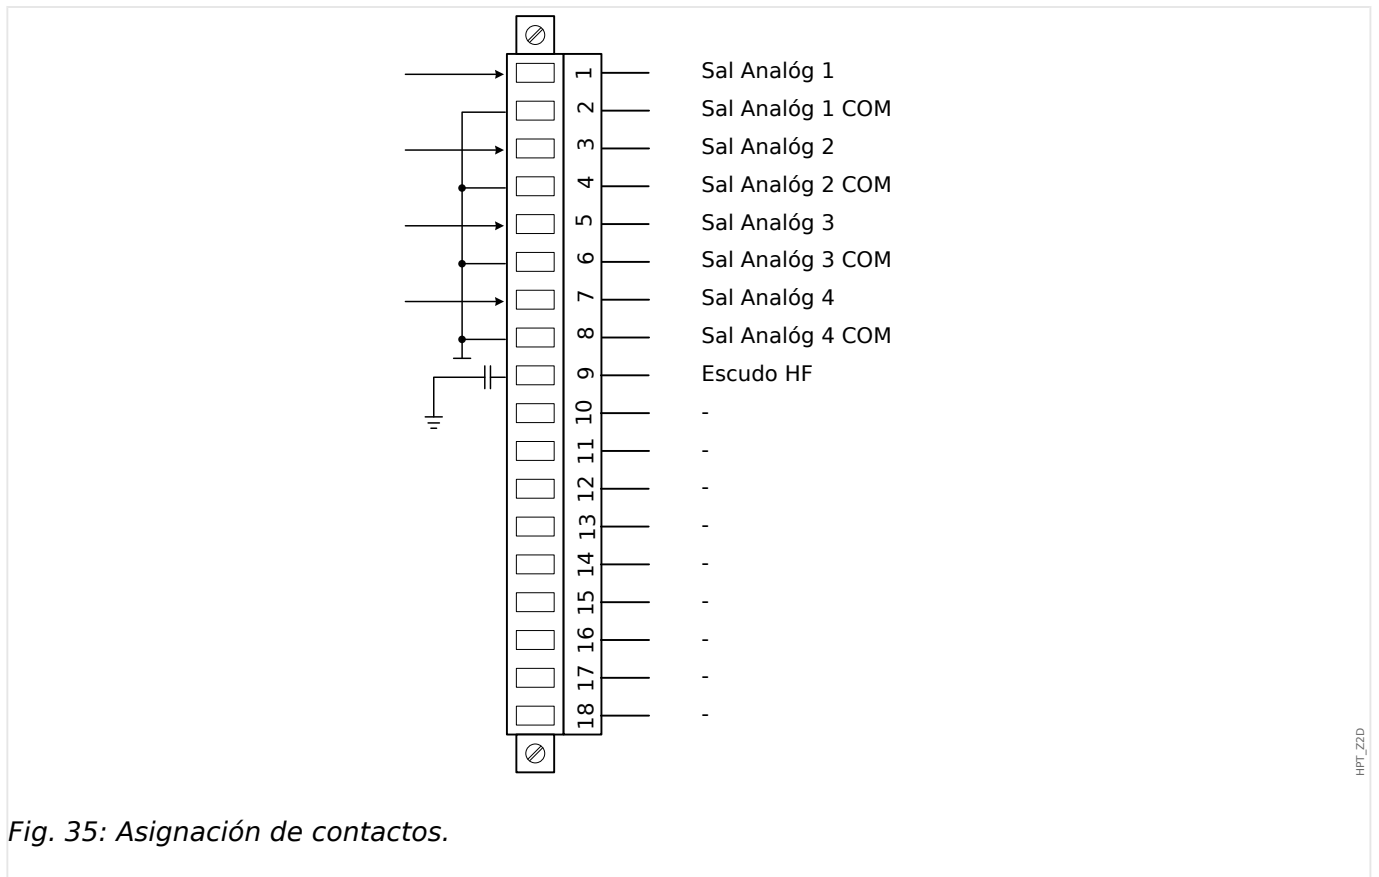 1 Sal Analóg 1
2 Sal Analóg 1 COM
3 Sal Analóg 2
4 Sal Analóg 2 COM
5 Sal Analóg 3
6 Sal Analóg 3 COM
7 Sal Analóg 4
8 Sal Analóg 4 COM
9 Escudo HF
10 -
11 -
12 -
13 -
14 -
15 -
16 -
17 -
18 -
HPT_Z2D
Fig. 35: Asignación de contactos.